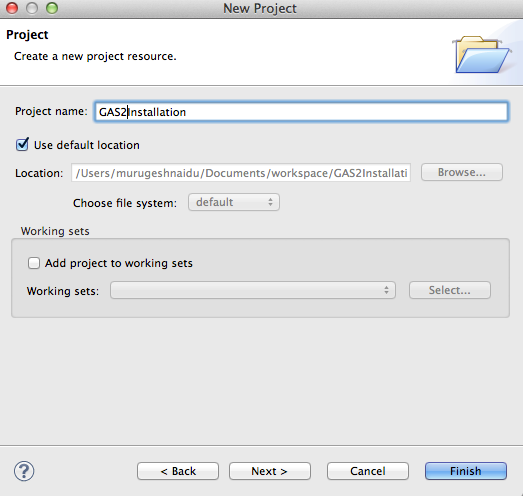 New Project
Project
Create a new project resource.
Project name: GAS2Installation
Use default location
Location: /Users/murugeshnaidu/Documents/workspace/GAS2Installati Browse...
Choose file system: default
Working sets
Add project to working sets
Working sets: Select...
? < Back Next > Cancel Finish